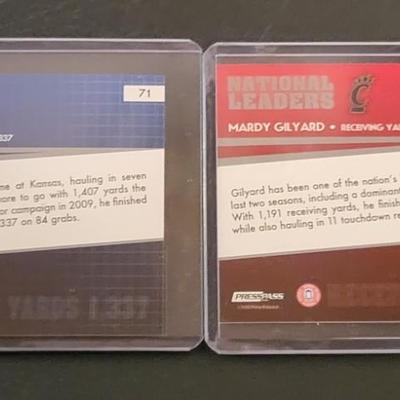 71
337
me at Kansas, hauling in seven
more to go with 1,407 yards the
or campaign in 2009, he finished
337 on 84 grabs.
YARDS 1 337
NATIONAL
LEADERS
C
MARDY GILYARD • RECEIVING YAR
Gilyard has been one of the nation's
last two seasons, including a dominant
With 1,191 receiving yards, he finis
while also hauling in 11 touchdown re
PRESS PASS
RECEI